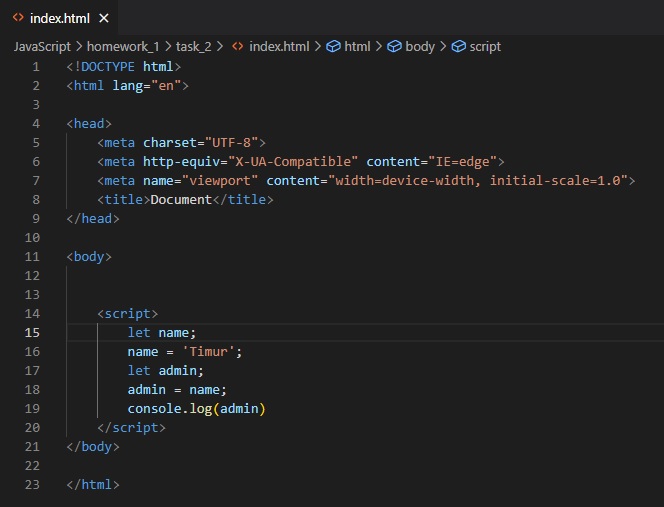 index.html
JavaScript > homework_1 > task_2 > index.html > html > body > script
1 <!DOCTYPE html>
2 <html lang="en">
3
4 <head>
5     <meta charset="UTF-8">
6     <meta http-equiv="X-UA-Compatible" content="IE=edge">
7     <meta name="viewport" content="width=device-width, initial-scale=1.0">
8     <title>Document</title>
9 </head>
10
11 <body>
12
13
14     <script>
15         let name;
16         name = 'Timur';
17         let admin;
18         admin = name;
19         console.log(admin)
20     </script>
21 </body>
22
23 </html>